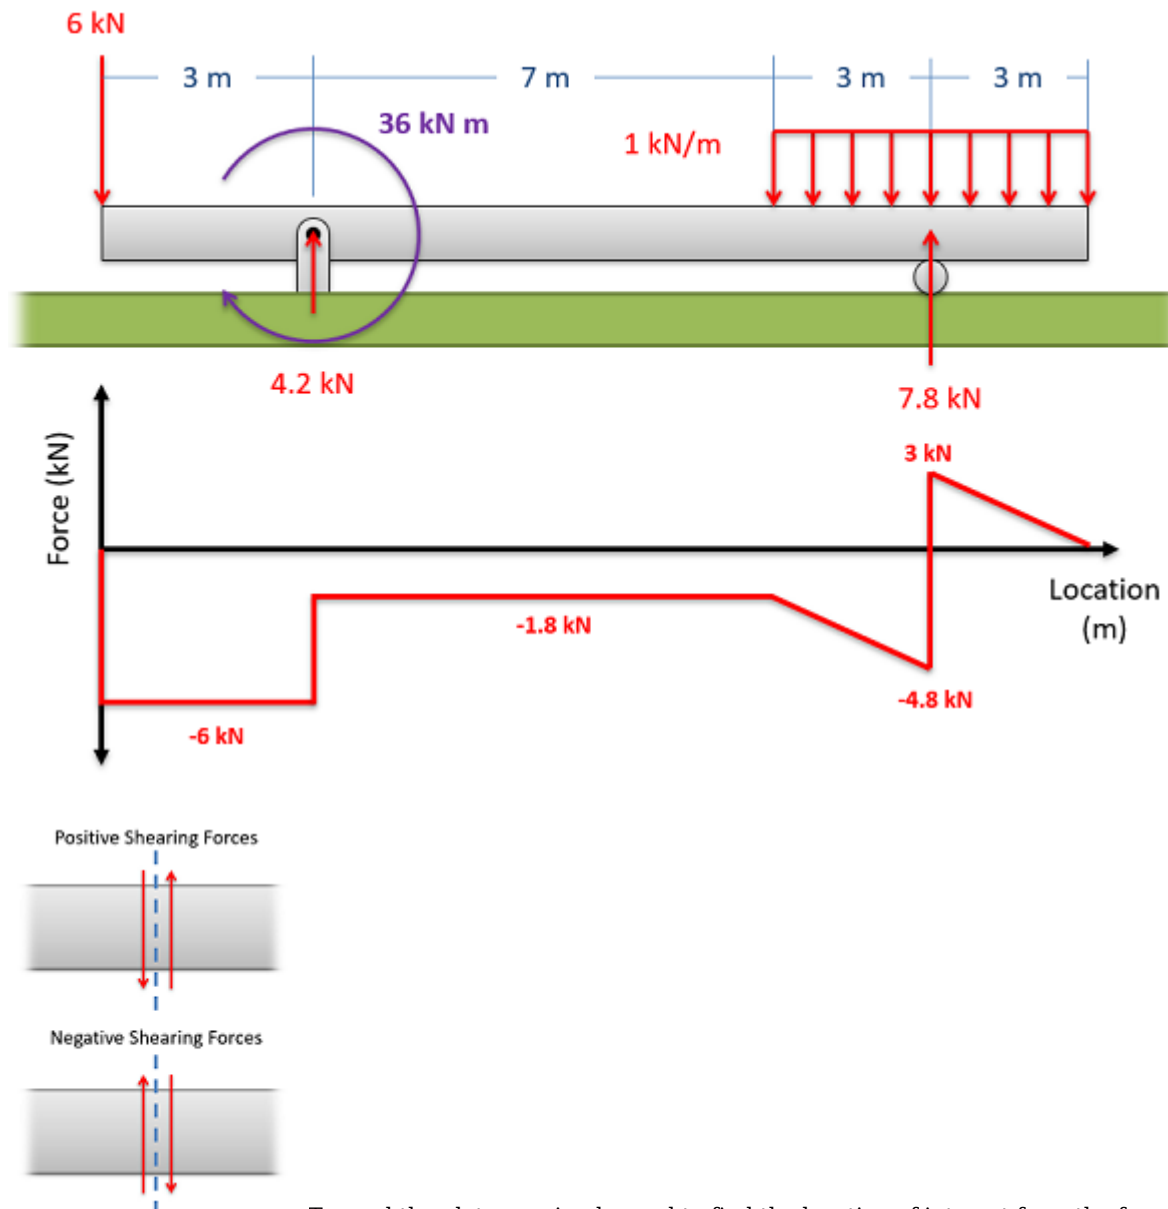 6 kN
3 m
7 m
3 m
3 m
36 kN m
1 kN/m
4.2 kN
7.8 kN
Force (kN)
3 kN
Location
(m)
-1.8 kN
-4.8 kN
-6 kN
Positive Shearing Forces
Negative Shearing Forces